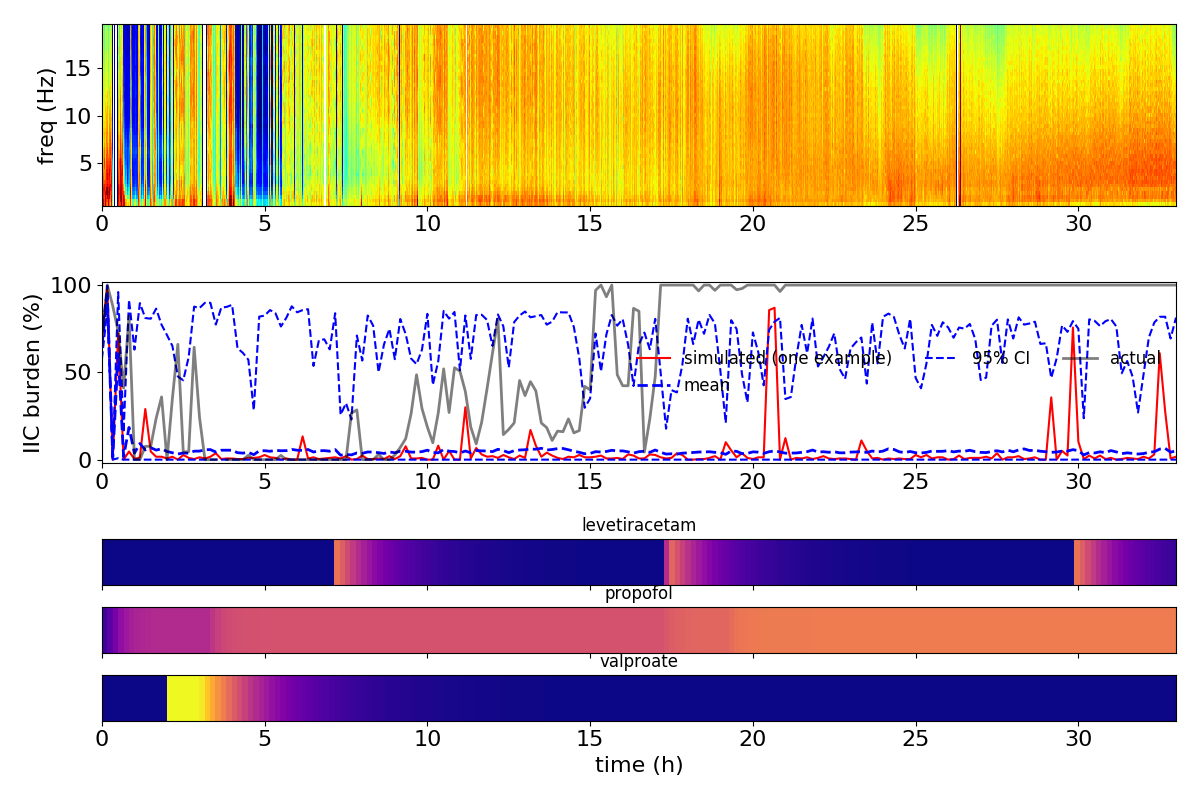 freq (Hz)
15
10
5
0 5 10 15 20 25 30
IIC burden (%)
100
50
0
simulated (one example) 95% CI actual
mean
0 5 10 15 20 25 30
levetiracetam
propofol
valproate
0 5 10 15 20 25 30
time (h)